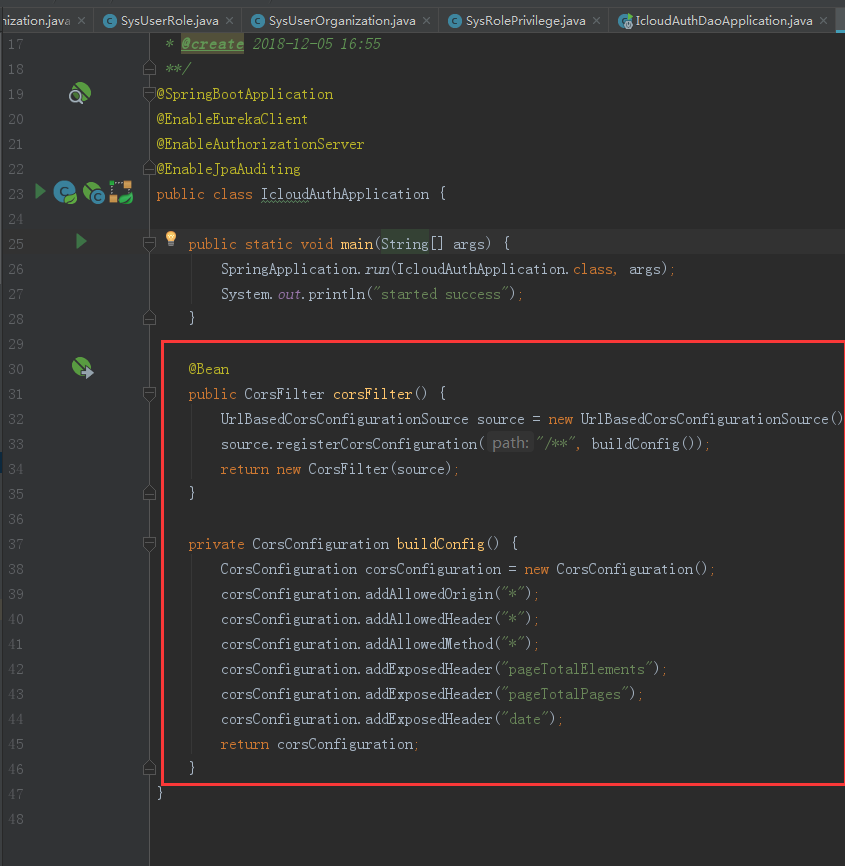 nization.java SysUserRole.java SysUserOrganization.java SysRolePrivilege.java IcloudAuthDaoApplication.java
17 * @create 2018-12-05 16:55
18 **/
19 @SpringBootApplication
20 @EnableEurekaClient
21 @EnableAuthorizationServer
22 @EnableJpaAuditing
23 public class IcloudAuthApplication {
24
25 public static void main(String[] args) {
26 SpringApplication.run(IcloudAuthApplication.class, args);
27 System.out.println("started success");
28 }
29
30 @Bean
31 public CorsFilter corsFilter() {
32 UrlBasedCorsConfigurationSource source = new UrlBasedCorsConfigurationSource()
33 source.registerCorsConfiguration( path: "/**", buildConfig());
34 return new CorsFilter(source);
35 }
36
37 private CorsConfiguration buildConfig() {
38 CorsConfiguration corsConfiguration = new CorsConfiguration();
39 corsConfiguration.addAllowedOrigin("*");
40 corsConfiguration.addAllowedHeader("*");
41 corsConfiguration.addAllowedMethod("*");
42 corsConfiguration.addExposedHeader("pageTotalElements");
43 corsConfiguration.addExposedHeader("pageTotalPages");
44 corsConfiguration.addExposedHeader("date");
45 return corsConfiguration;
46 }
47 }
48